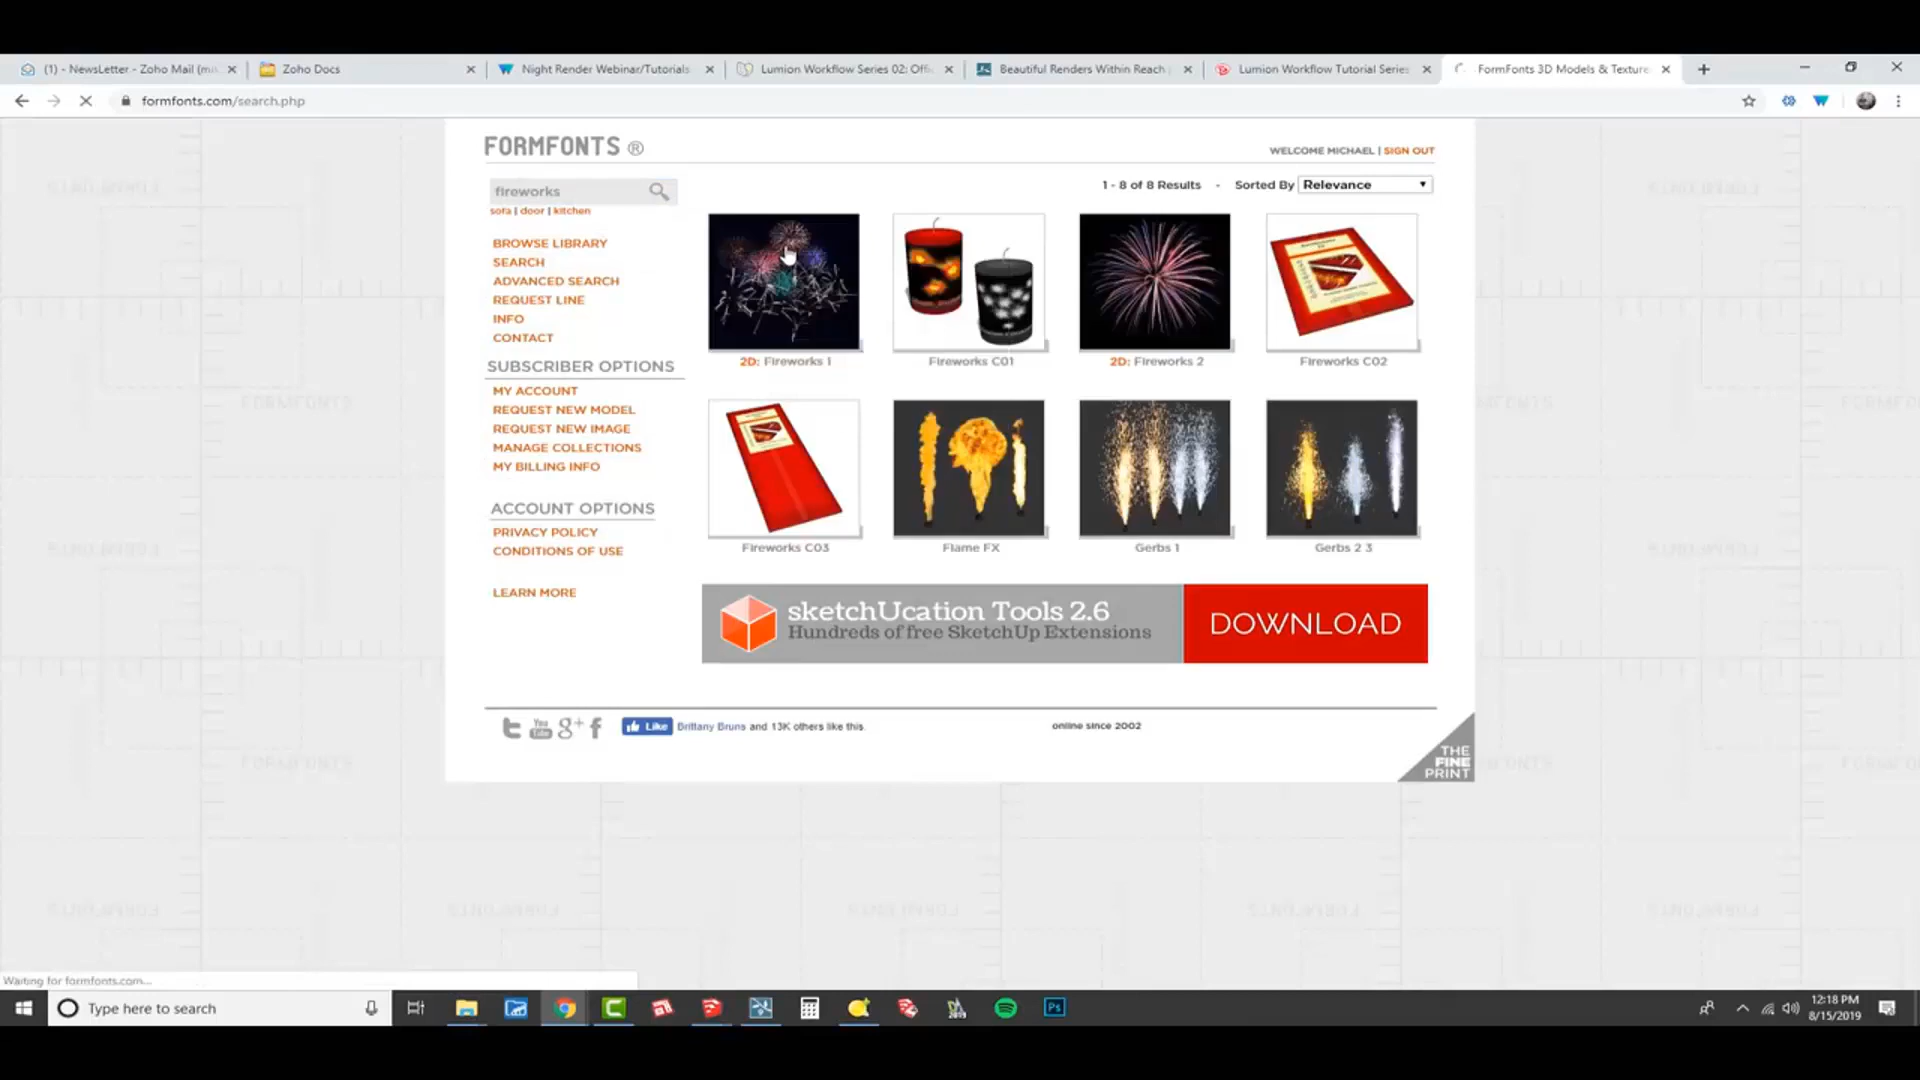 (1) - NewsLetter - Zoho Mail (mi
Zoho Docs
Night Render Webinar/Tutorials
Lumion Workflow Series 02: Offi
Beautiful Renders Within Reach
Lumion Workflow Tutorial Series
FormFonts 3D Models & Texture
formfonts.com/search.php
FORMFONTS ®
WELCOME MICHAEL | SIGN OUT
fireworks
1 - 8 of 8 Results - Sorted By Relevance
sofa | door | kitchen
BROWSE LIBRARY
SEARCH
ADVANCED SEARCH
REQUEST LINE
INFO
CONTACT
SUBSCRIBER OPTIONS
MY ACCOUNT
REQUEST NEW MODEL
REQUEST NEW IMAGE
MANAGE COLLECTIONS
MY BILLING INFO
ACCOUNT OPTIONS
PRIVACY POLICY
CONDITIONS OF USE
LEARN MORE
2D: Fireworks 1
Fireworks C01
2D: Fireworks 2
Fireworks C02
Fireworks C03
Flame FX
Gerbs 1
Gerbs 2 3
sketchUcation Tools 2.6
Hundreds of free SketchUp Extensions
DOWNLOAD
You
Like
Brittany Bruns and 13K others like this.
online since 2002
THE
FINE
PRINT
Waiting for formfonts.com...
Type here to search
Ps
12:18 PM
8/15/2019